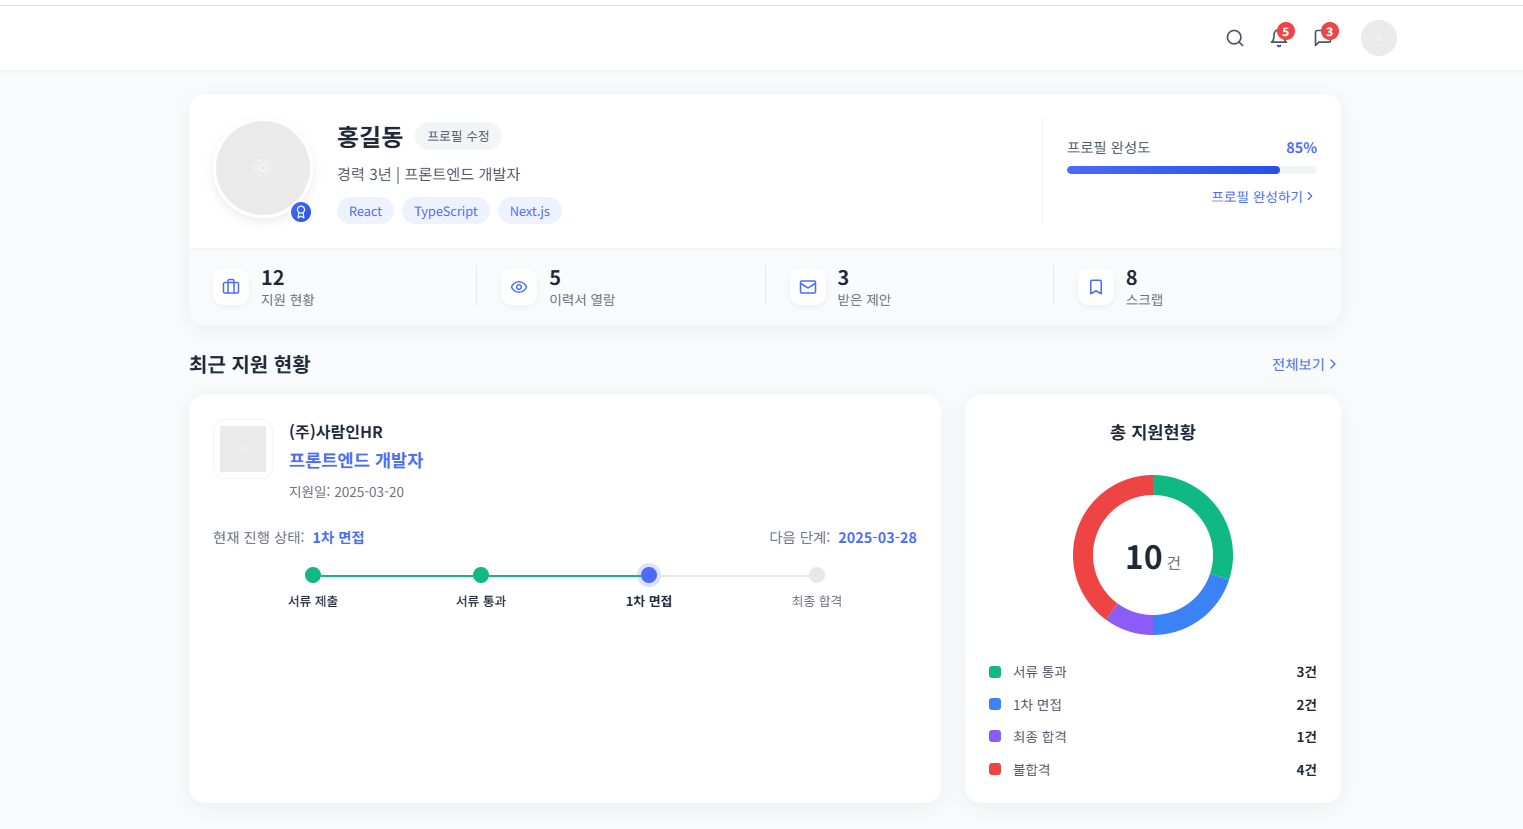 5
3
홍길동 프로필 수정
경력 3년 | 프론트엔드 개발자
React TypeScript Next.js
프로필 완성도 85%
프로필 완성하기
12
지원 현황
5
이력서 열람
3
받은 제안
8
스크랩
최근 지원 현황 전체보기
(주)사람인HR
프론트엔드 개발자
지원일: 2025-03-20
현재 진행 상태: 1차 면접 다음 단계: 2025-03-28
서류 제출 서류 통과 1차 면접 최종 합격
총 지원현황
10 건
서류 통과 3건
1차 면접 2건
최종 합격 1건
불합격 4건